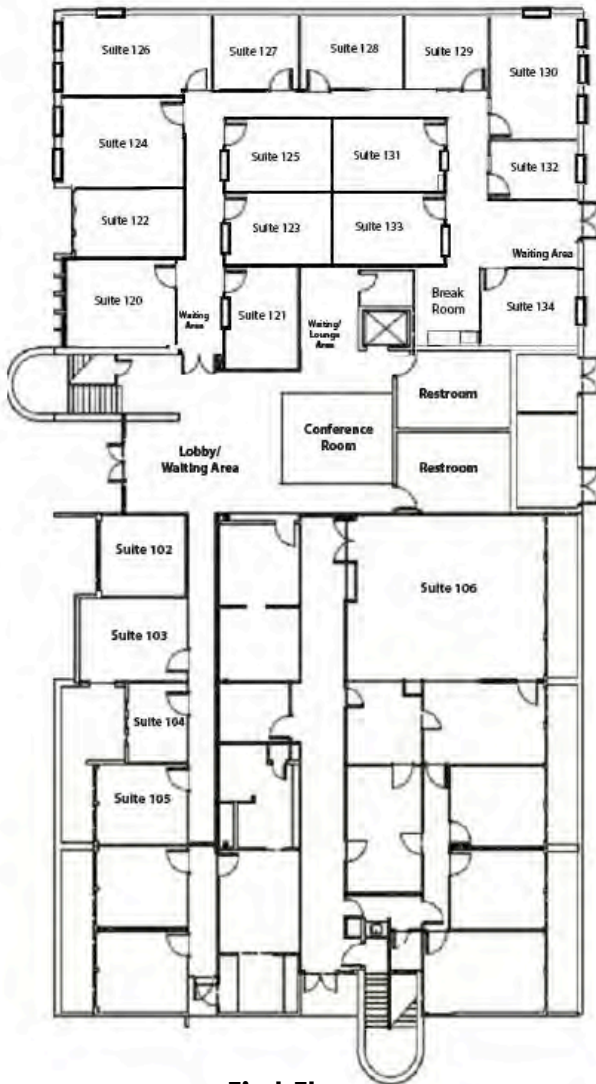 Suite 126
Suite 127
Suite 128
Suite 129
Suite 130
Suite 124
Suite 125
Suite 131
Suite 132
Suite 122
Suite 123
Suite 133
Waiting Area
Suite 120
Waiting
Area
Suite 121
Waiting/
Lounge
Area
Break
Room
Suite 134
Restroom
Conference
Room
Lobby/
Waiting Area
Restroom
Suite 102
Suite 106
Suite 103
Suite 104
Suite 105